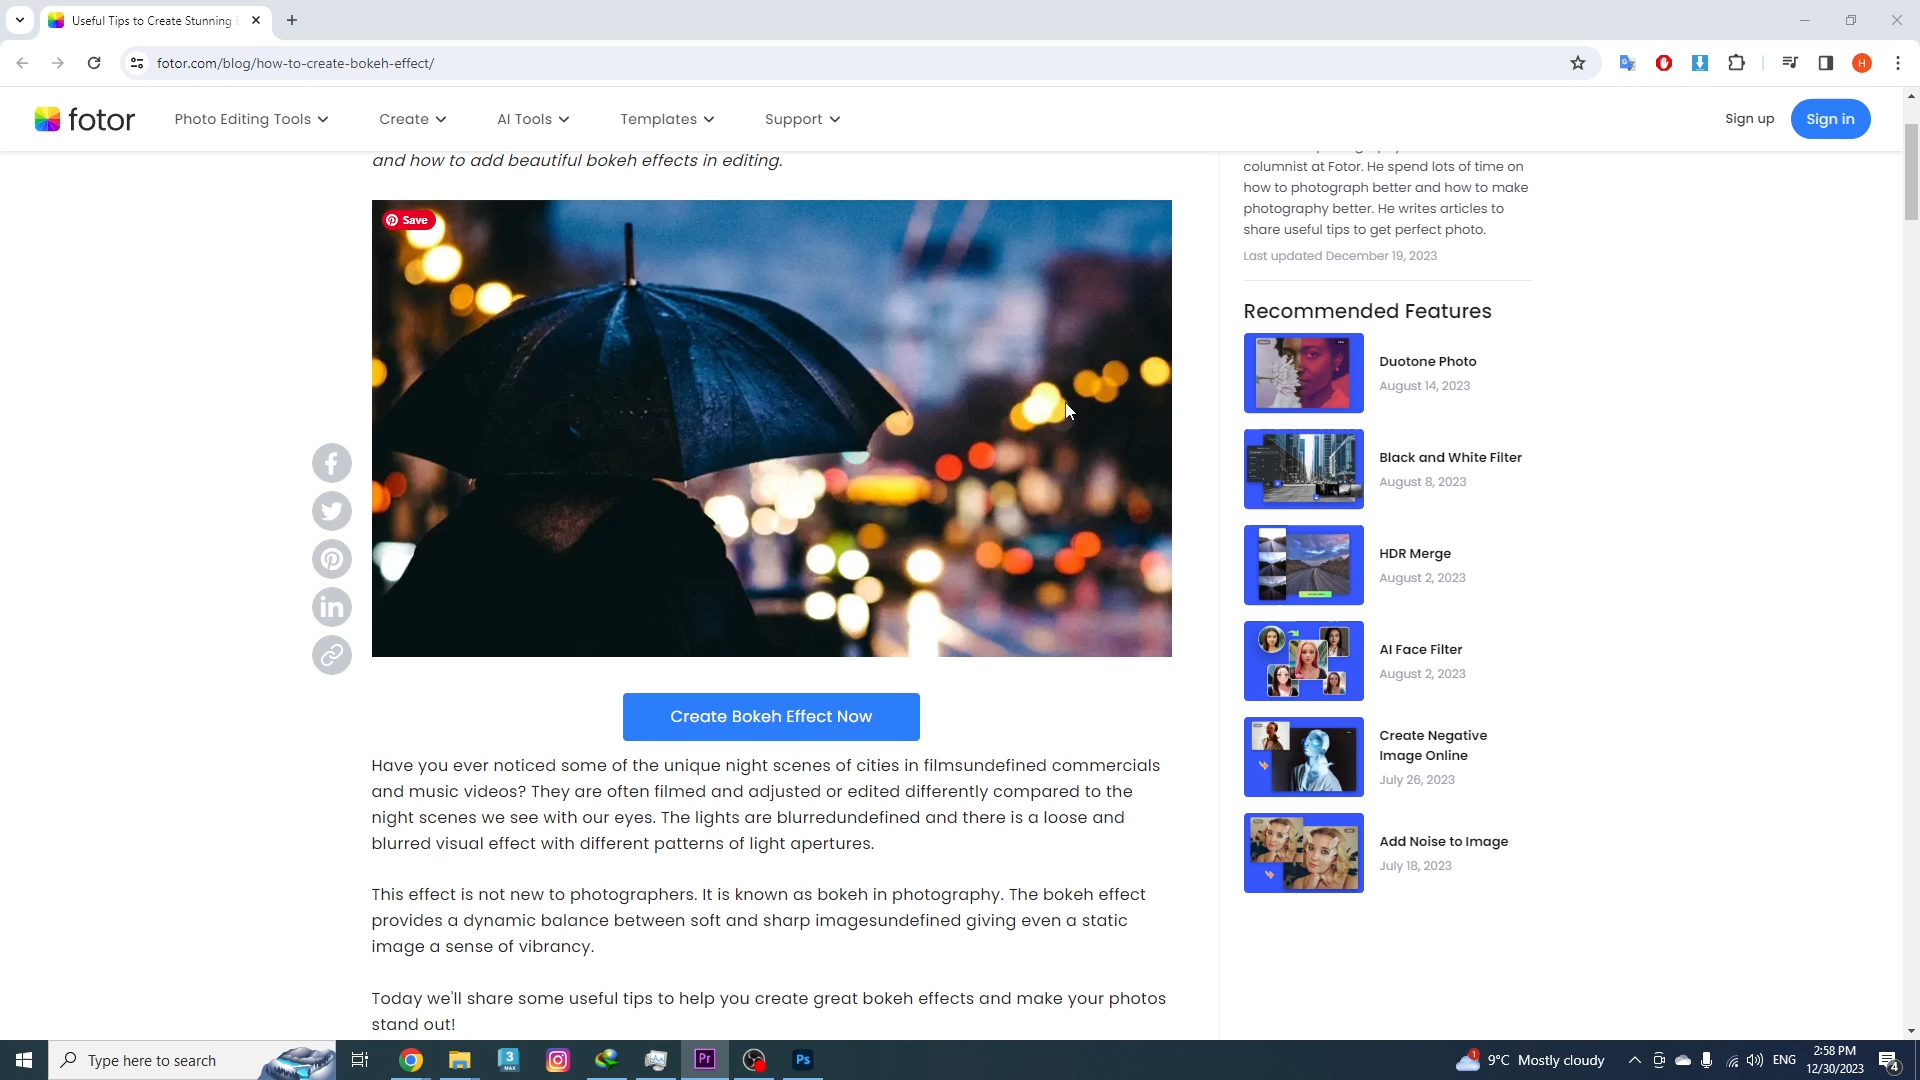 Useful Tips to Create Stunning
fotor.com/blog/how-to-create-bokeh-effect/
H
fotor
Photo Editing Tools
Create
AI Tools
Templates
Support
Sign up
Sign in
and how to add beautiful bokeh effects in editing.
Save
columnist at Fotor. He spend lots of time on
how to photograph better and how to make
photography better. He writes articles to
share useful tips to get perfect photo.
Last updated December 19, 2023
Recommended Features
Duotone Photo
August 14, 2023
Black and White Filter
August 8, 2023
HDR Merge
August 2, 2023
AI Face Filter
August 2, 2023
Create Negative
Image Online
July 26, 2023
Add Noise to Image
July 18, 2023
Create Bokeh Effect Now
Have you ever noticed some of the unique night scenes of cities in filmsundefined commercials
and music videos? They are often filmed and adjusted or edited differently compared to the
night scenes we see with our eyes. The lights are blurredundefined and there is a loose and
blurred visual effect with different patterns of light apertures.
This effect is not new to photographers. It is known as bokeh in photography. The bokeh effect
provides a dynamic balance between soft and sharp imagesundefined giving even a static
image a sense of vibrancy.
Today we'll share some useful tips to help you create great bokeh effects and make your photos
stand out!
Type here to search
3
MAX
Pr
Ps
1
9°C Mostly cloudy
ENG
2:58 PM
12/30/2023
4